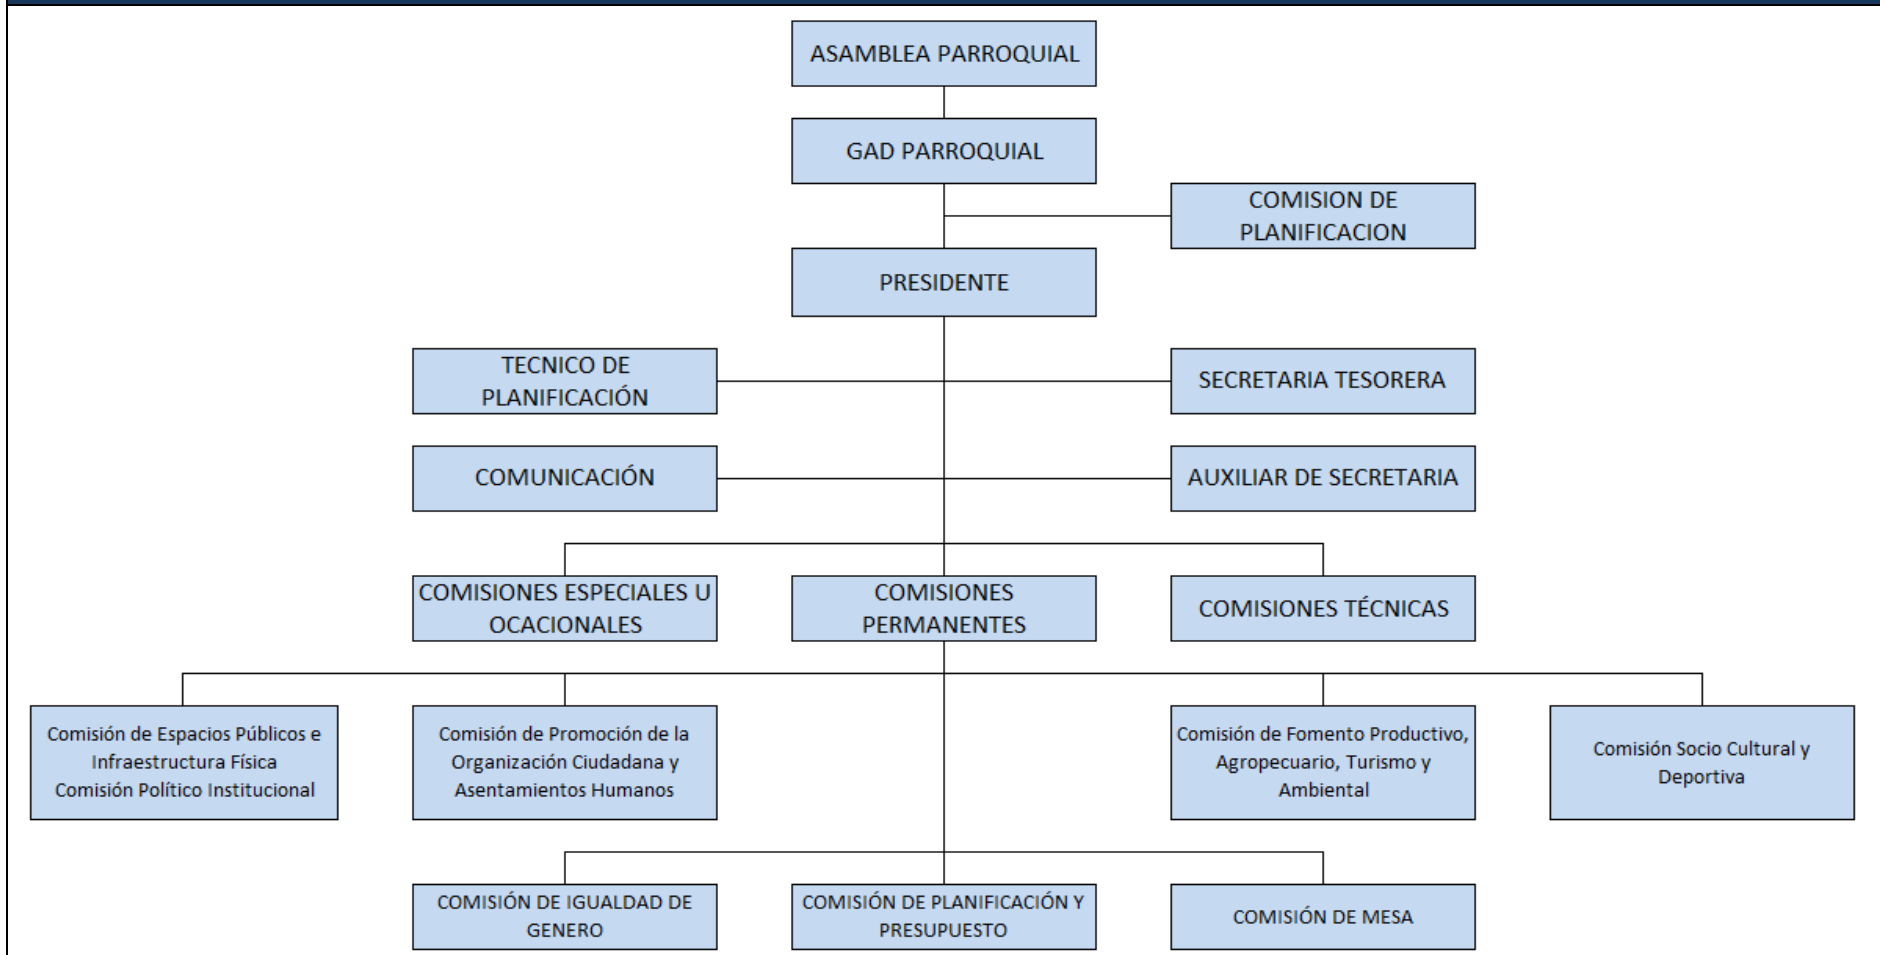 ASAMBLEA PARROQUIAL
GAD PARROQUIAL
COMISION DE
PLANIFICACION
PRESIDENTE
TECNICO DE
PLANIFICACIÓN
SECRETARIA TESORERA
COMUNICACIÓN
AUXILIAR DE SECRETARIA
COMISIONES ESPECIALES U
OCACIONALES
COMISIONES
PERMANENTES
COMISIONES TÉCNICAS
Comisión de Espacios Públicos e
Infraestructura Física
Comisión Político Institucional
Comisión de Promoción de la
Organización Ciudadana y
Asentamientos Humanos
Comisión de Fomento Productivo,
Agropecuario, Turismo y
Ambiental
Comisión Socio Cultural y
Deportiva
COMISIÓN DE IGUALDAD DE
GENERO
COMISIÓN DE PLANIFICACIÓN Y
PRESUPUESTO
COMISIÓN DE MESA